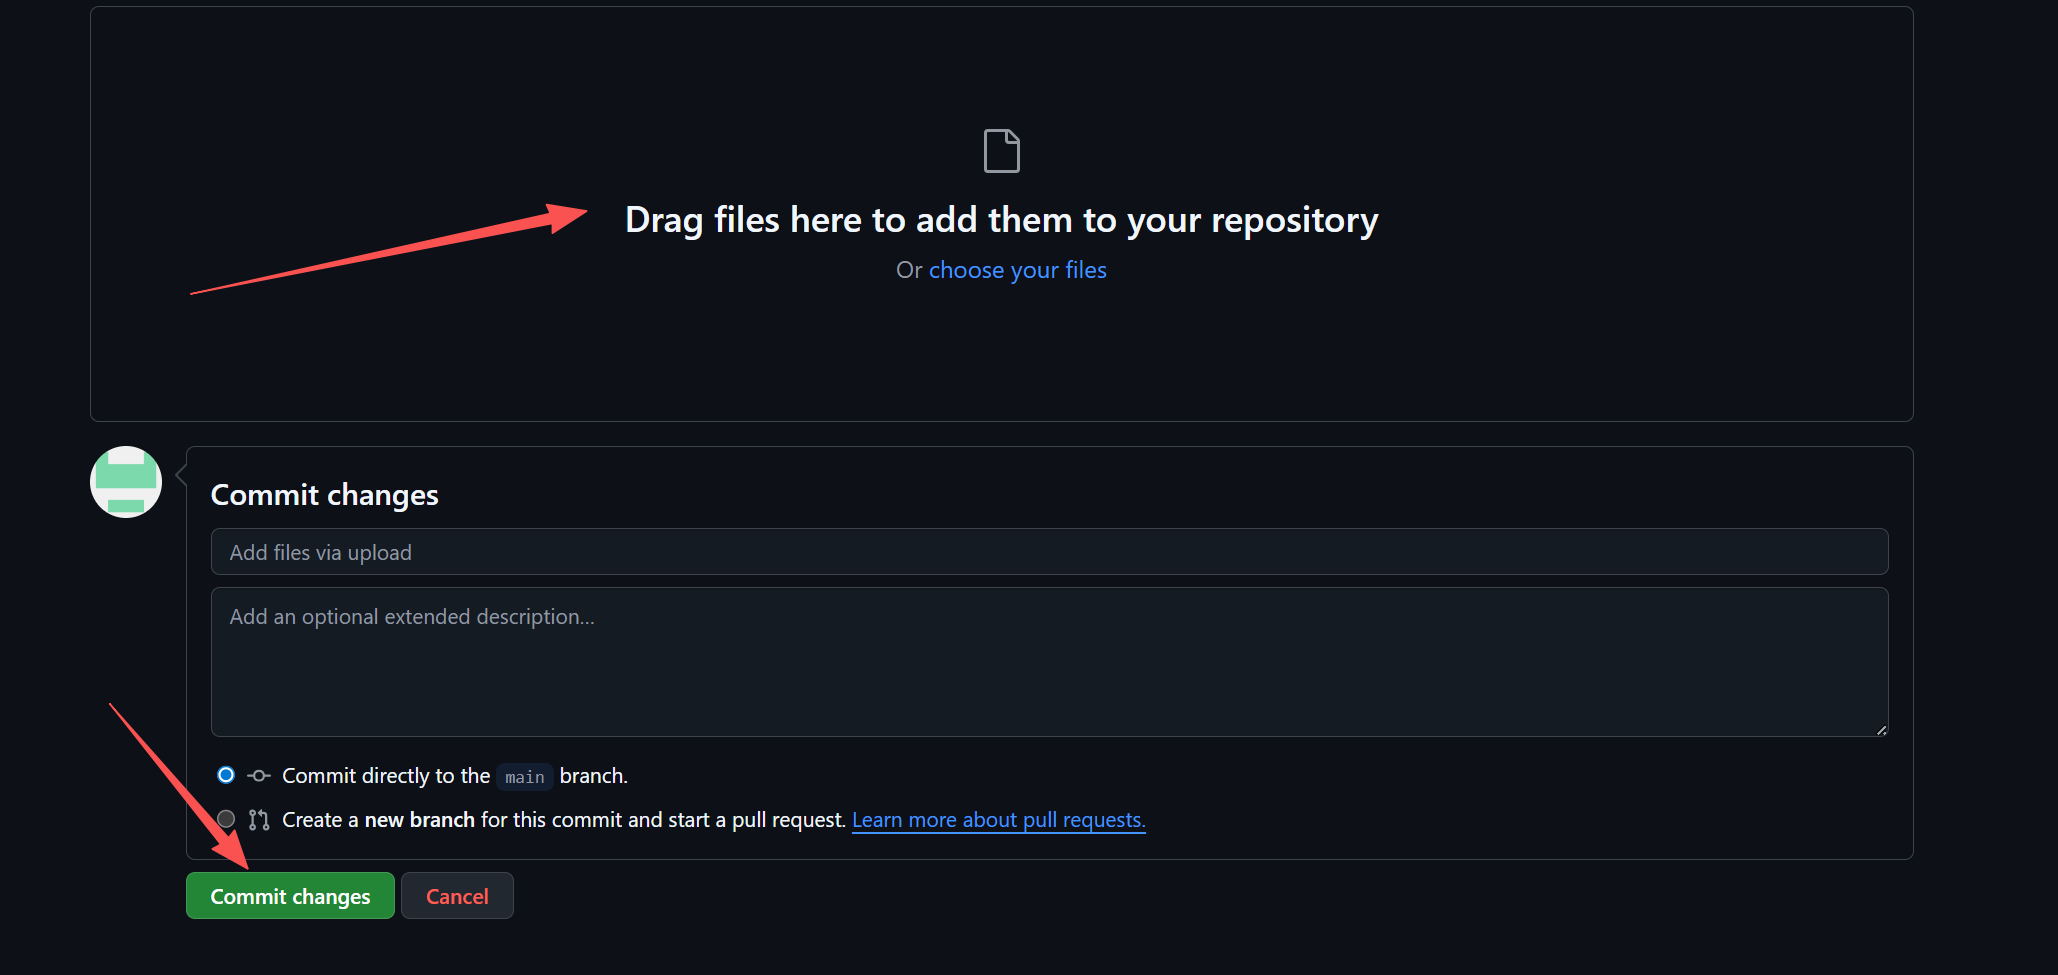 Drag files here to add them to your repository
Or choose your files
Commit changes
Add files via upload
Add an optional extended description...
Commit directly to the main branch.
Create a new branch for this commit and start a pull request. Learn more about pull requests.
Commit changes
Cancel